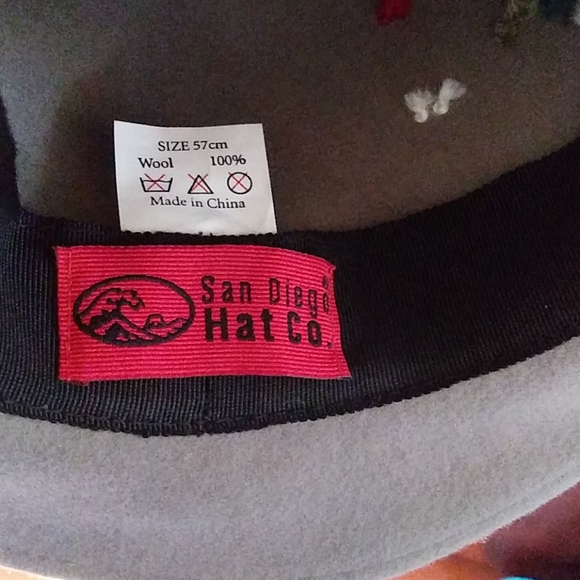 SIZE 57cm
Wool 100%
Made in China
San Diego ®
Hat Co.